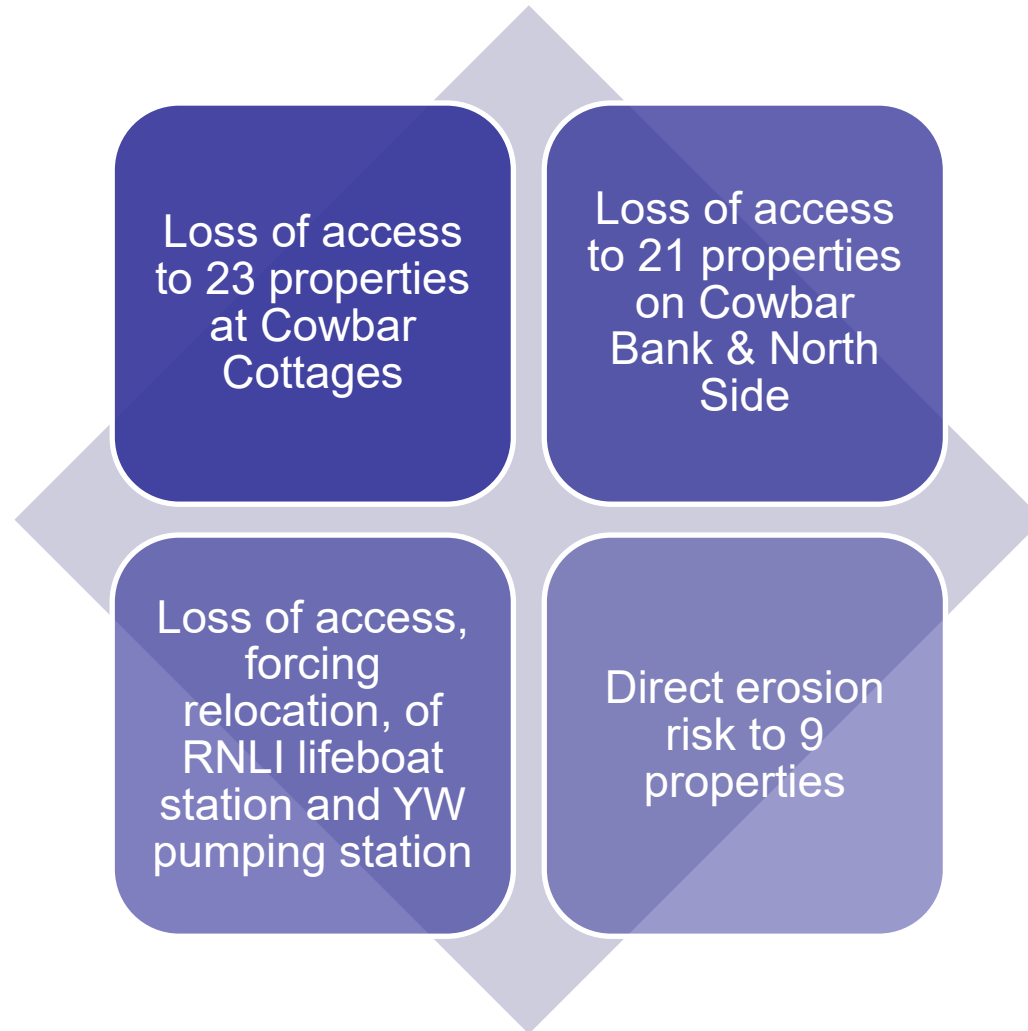 Loss of access
to 23 properties
at Cowbar
Cottages
Loss of access
to 21 properties
on Cowbar
Bank & North
Side
Loss of access,
forcing
relocation, of
RNLI lifeboat
station and YW
pumping station
Direct erosion
risk to 9
properties